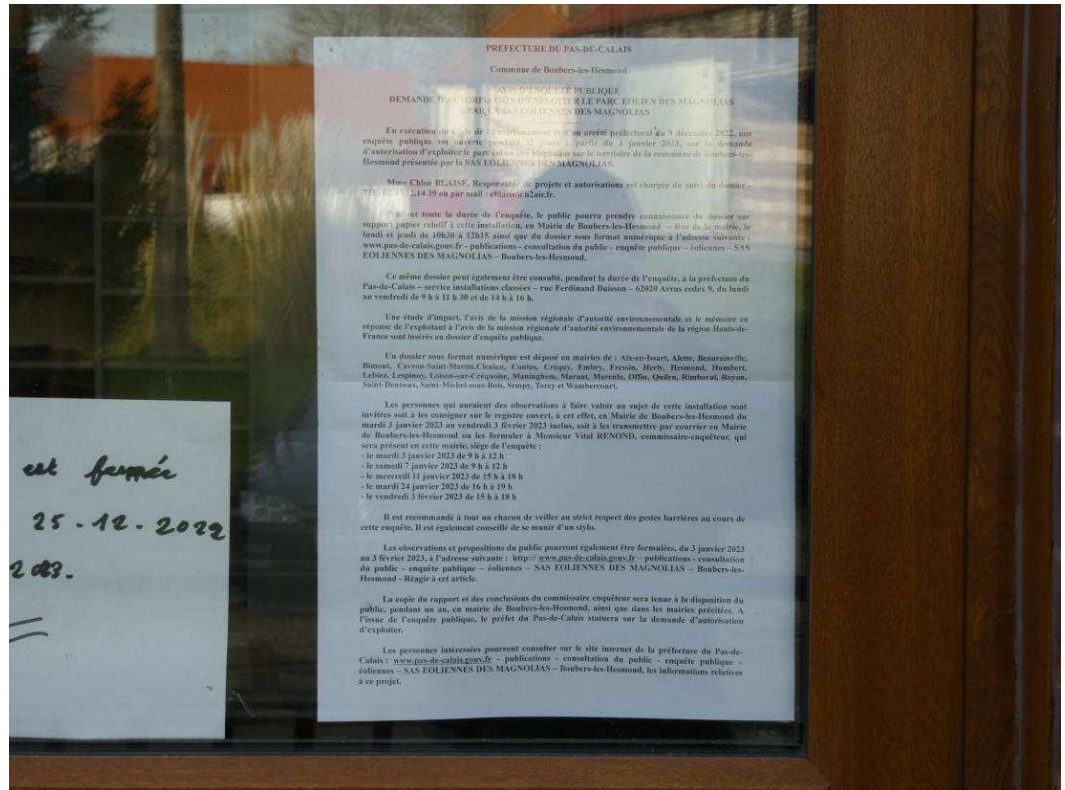 PREFECTURE DU PAS-DE-CALAIS
Commune de Boubers-les-Hesmond
AVIS D'ENQUÊTE PUBLIQUE
DEMANDE D'AUTORISATION D'EXPLOITER LE PARC EOLIEN DES MAGNOLIAS
PAR LA SAS EOLIENNES DES MAGNOLIAS
En exécution du Code de l'environnement et d'un arrêté préfectoral du 9 décembre 2022, une
enquête publique est ouverte pendant 32 jours à partir du 3 janvier 2023, sur la demande
d'autorisation d'exploiter le parc éolien des magnolias sur le territoire de la commune de Boubers-les-
Hesmond présentée par la SAS EOLIENNES DES MAGNOLIAS.
Mme Chloé BLAISE, Responsable de projets et autorisations est chargée du suivi du dossier -
14 39 ou par mail : cblaise@h2air.fr.
Pendant toute la durée de l'enquête, le public pourra prendre connaissance du dossier sur
support papier relatif à cette installation, en Mairie de Boubers-les-Hesmond – Rue de la mairie, le
lundi et jeudi de 10h30 à 12h15 ainsi que du dossier sous format numérique à l'adresse suivante :
www.pas-de-calais.gouv.fr - publications - consultation du public - enquête publique – éoliennes – SAS
EOLIENNES DES MAGNOLIAS – Boubers-les-Hesmond.
Ce même dossier peut également être consulté, pendant la durée de l'enquête, à la préfecture du
Pas-de-Calais – service installations classées – rue Ferdinand Buisson – 62020 Arras cedex 9, du lundi
au vendredi de 9 h à 11 h 30 et de 14 h à 16 h.
Une étude d'impact, l'avis de la mission régionale d'autorité environnementale et le mémoire en
réponse de l'exploitant à l'avis de la mission régionale d'autorité environnementale de la région Hauts-de-
France sont insérés au dossier d'enquête publique.
Un dossier sous format numérique est déposé en mairies de : Aix-en-Issart, Alette, Beaurainville,
Bimont, Cavron-Saint-Martin,Clenleu, Contes, Créquy, Embry, Fressin, Herly, Hesmond, Humbert,
Lebiez, Lespinoy, Loison-sur-Créquoise, Maninghem, Marant, Marenla, Offin, Quilen, Rimboval, Royon,
Saint-Denoeux, Saint-Michel-sous-Bois, Sempy, Torcy et Wambercourt.
Les personnes qui auraient des observations à faire valoir au sujet de cette installation sont
invitées soit à les consigner sur le registre ouvert, à cet effet, en Mairie de Boubers-les-Hesmond du
mardi 3 janvier 2023 au vendredi 3 février 2023 inclus, soit à les transmettre par courrier en Mairie
de Boubers-les-Hesmond ou les formuler à Monsieur Vital RENOND, commissaire-enquêteur, qui
sera présent en cette mairie, siège de l'enquête :
- le mardi 3 janvier 2023 de 9 h à 12 h
- le samedi 7 janvier 2023 de 9 h à 12 h
- le mercredi 11 janvier 2023 de 15 h à 18 h
- le mardi 24 janvier 2023 de 16 h à 19 h
- le vendredi 3 février 2023 de 15 h à 18 h
Il est recommandé à tout un chacun de veiller au strict respect des gestes barrières au cours de
cette enquête. Il est également conseillé de se munir d'un stylo.
Les observations et propositions du public pourront également être formulées, du 3 janvier 2023
au 3 février 2023, à l'adresse suivante : http:// www.pas-de-calais.gouv.fr – publications - consultation
du public - enquête publique – éoliennes – SAS EOLIENNES DES MAGNOLIAS – Boubers-les-
Hesmond - Réagir à cet article.
La copie du rapport et des conclusions du commissaire enquêteur sera tenue à la disposition du
public, pendant un an, en mairie de Boubers-les-Hesmond, ainsi que dans les mairies précitées. A
l'issue de l'enquête publique, le préfet du Pas-de-Calais statuera sur la demande d'autorisation
d'exploiter.
Les personnes intéressées pourront consulter sur le site internet de la préfecture du Pas-de-
Calais : www.pas-de-calais.gouv.fr - publications - consultation du public - enquête publique –
éoliennes – SAS EOLIENNES DES MAGNOLIAS – Boubers-les-Hesmond, les informations relatives
à ce projet.
est fermée
25.12.2022